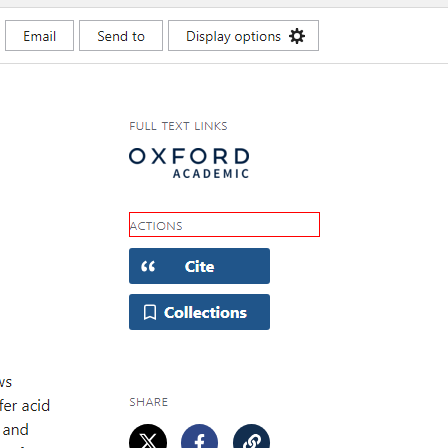 Email Send to Display options
FULL TEXT LINKS
OXFORD
ACADEMIC
ACTIONS
Cite
Collections
fer acid
and
SHARE